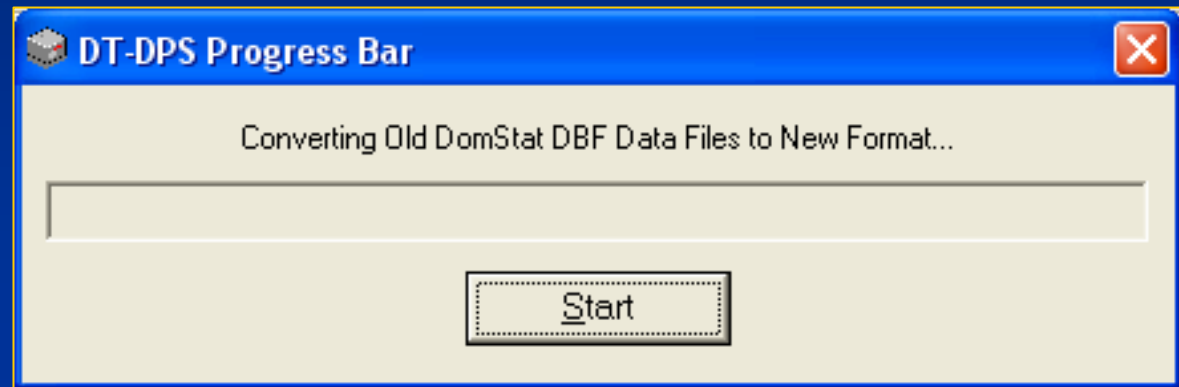 DT-DPS Progress Bar
Converting Old DomStat DBF Data Files to New Format...
Start